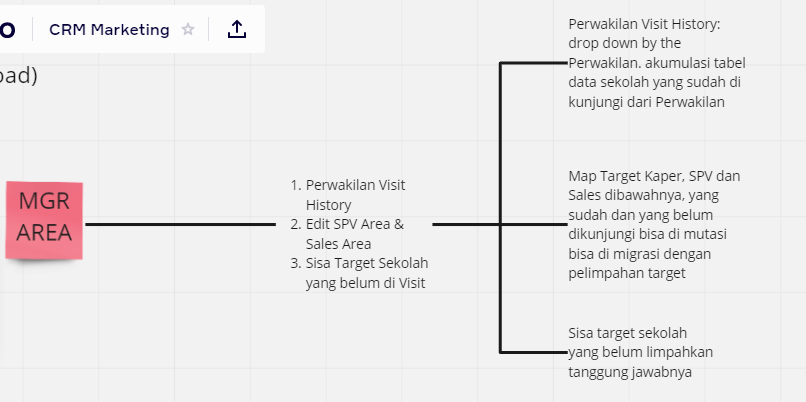 o
CRM Marketing
oad)
MGR
AREA
1. Perwakilan Visit
History
2. Edit SPV Area &
Sales Area
3. Sisa Target Sekolah
yang belum di Visit
Perwakilan Visit History:
drop down by the
Perwakilan. akumulasi tabel
data sekolah yang sudah di
kunjungi dari Perwakilan
Map Target Kaper, SPV dan
Sales dibawahnya, yang
sudah dan yang belum
dikunjungi bisa di mutasi
bisa di migrasi dengan
pelimpahan target
Sisa target sekolah
yang belum limpahkan
tanggung jawabnya